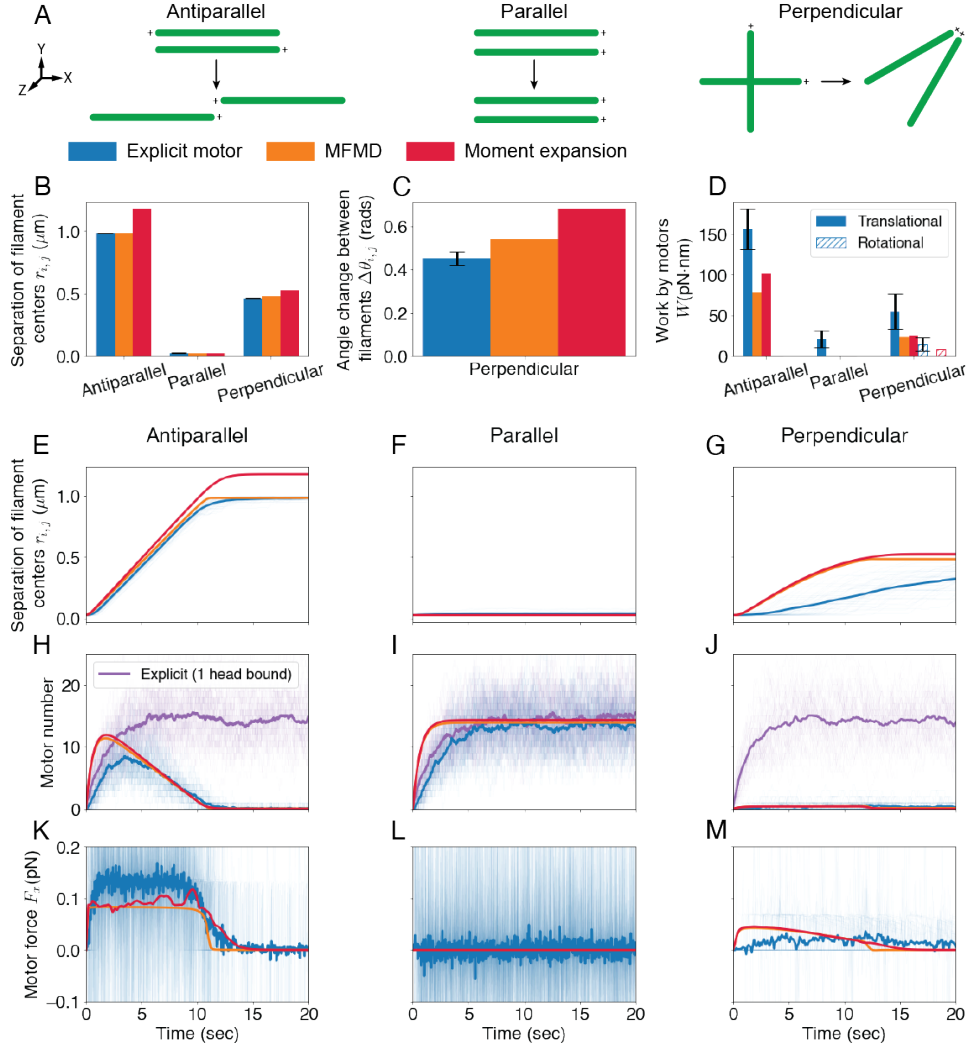 A
Antiparallel
Parallel
Perpendicular
+
+
+
+
+
+
+
+
+
+
+
+
Y
X
Z
Explicit motor
MFMD
Moment expansion
B
Separation of filament
centers r_{i,j} (μm)
1.0
0.5
0.0
Antiparallel
Parallel
Perpendicular
C
Angle change between
filaments Δθ_{i,j} (rads)
0.6
0.4
0.2
0.0
Perpendicular
D
Work by motors
W(pN·nm)
150
100
50
0
Translational
Rotational
Antiparallel
Parallel
Perpendicular
E
Antiparallel
F
Parallel
G
Perpendicular
Separation of filament
centers r_{i,j} (μm)
1.0
0.5
0.0
H
Explicit (1 head bound)
I
J
Motor number
20
10
0
K
L
M
Motor force F_x (pN)
0.2
0.1
0.0
−0.1
0 5 10 15 20
Time (sec)
0 5 10 15 20
Time (sec)
0 5 10 15 20
Time (sec)